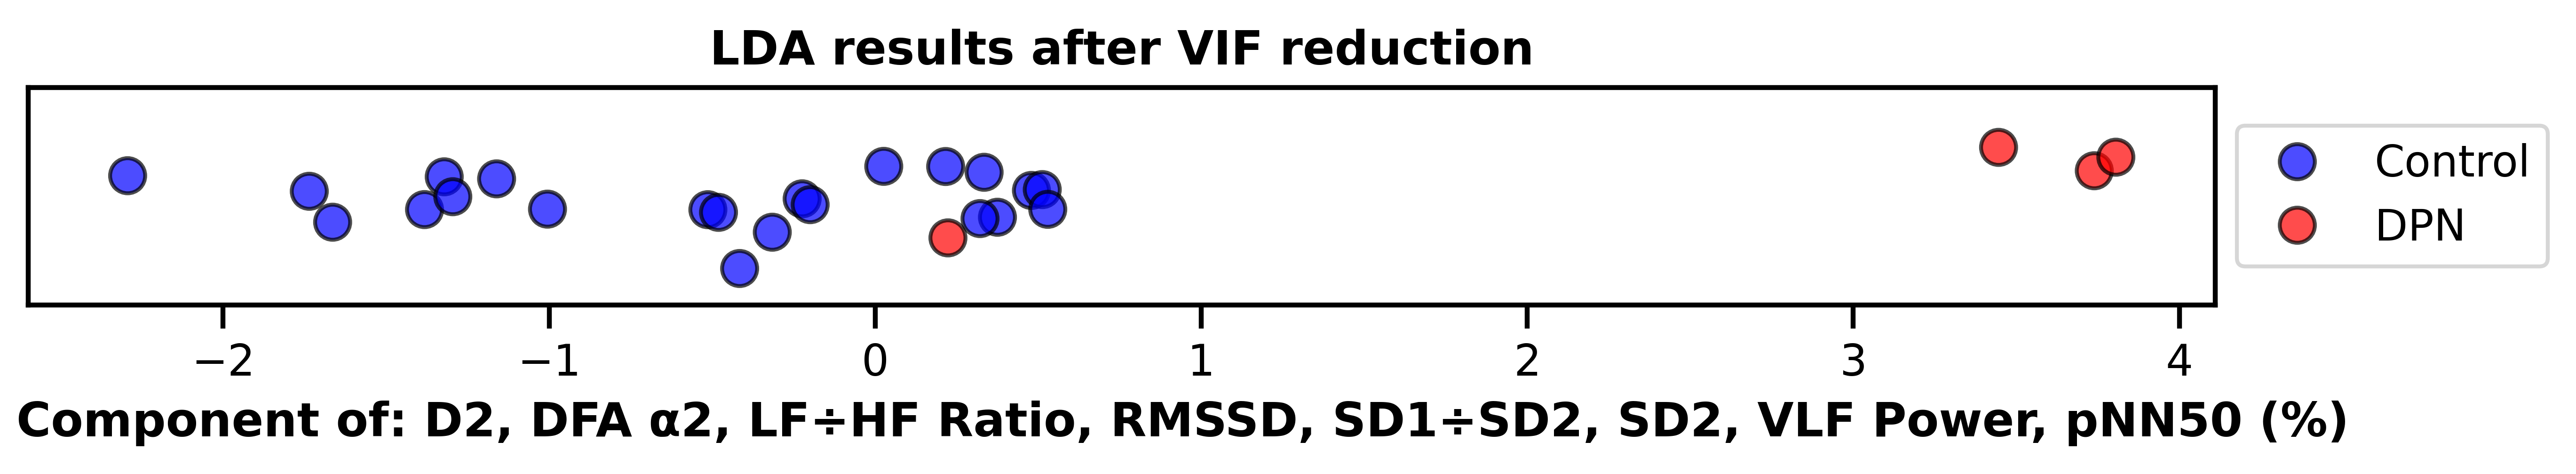 LDA results after VIF reduction
Control
DPN
−2 −1 0 1 2 3 4
Component of: D2, DFA α2, LF÷HF Ratio, RMSSD, SD1÷SD2, SD2, VLF Power, pNN50 (%)